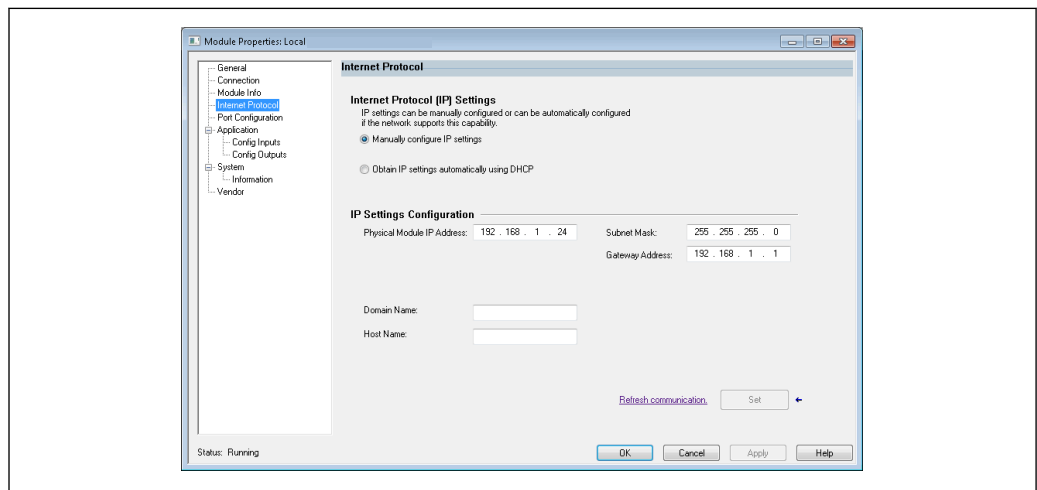 Module Properties: Local
General
Connection
Module Info
Internet Protocol
Port Configuration
Application
Config Inputs
Config Outputs
System
Information
Vendor
Internet Protocol
Internet Protocol (IP) Settings
IP settings can be manually configured or can be automatically configured
if the network supports this capability.
Manually configure IP settings
Obtain IP settings automatically using DHCP
IP Settings Configuration
Physical Module IP Address: 192 . 168 . 1 . 24 Subnet Mask: 255 . 255 . 255 . 0
Gateway Address: 192 . 168 . 1 . 1
Domain Name:
Host Name:
Refresh communication. Set
Status: Running OK Cancel Apply Help